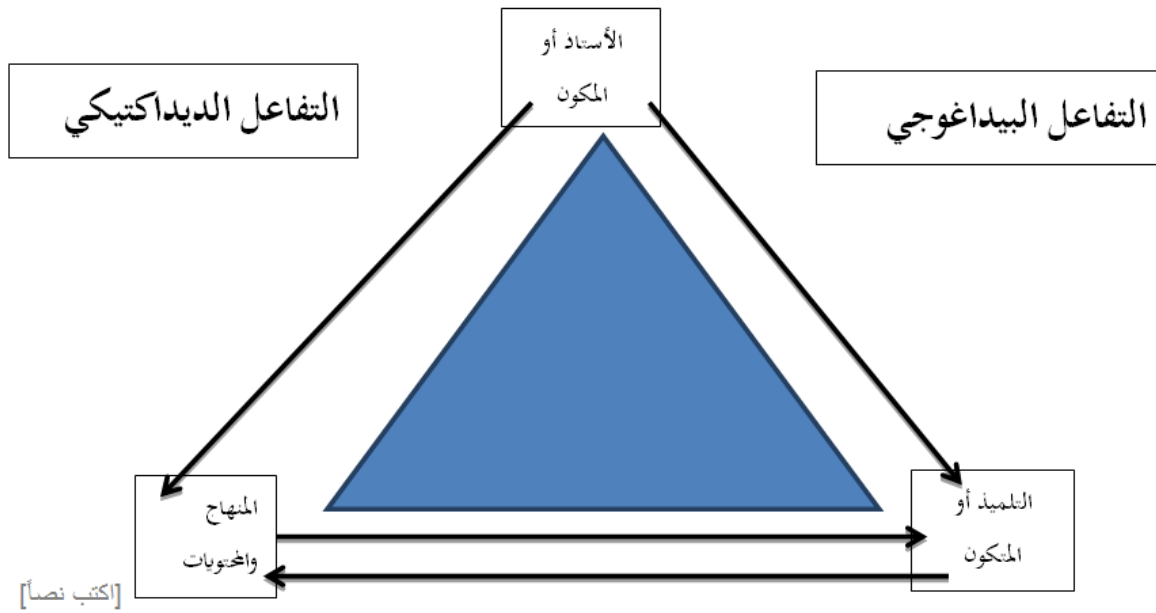 الأستاذ أو
المكون
التفاعل البيداغوجي
التفاعل الديداكتيكي
التلميذ أو
المتكون
المنهاج
والمحتويات
[اكتب نصاً]